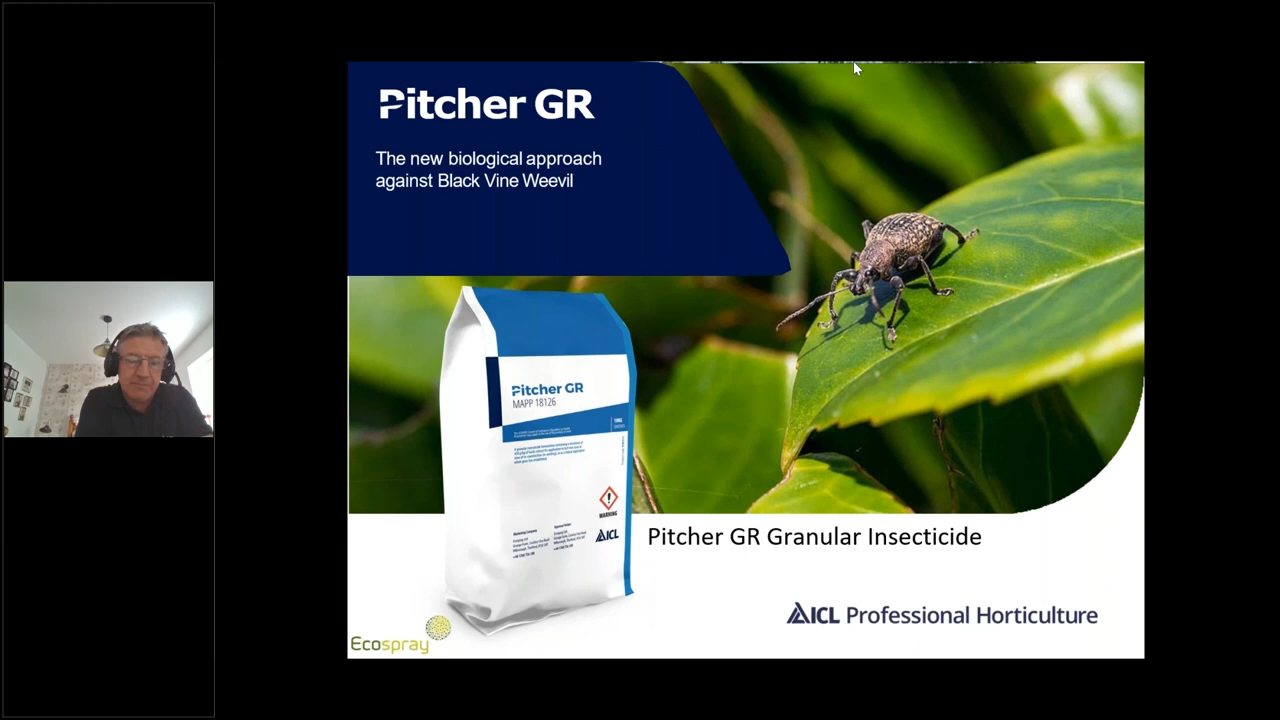 Pitcher GR
The new biological approach
against Black Vine Weevil
Pitcher GR
MAPP 18126
WARNING
ICL
Pitcher GR Granular Insecticide
ICL Professional Horticulture
Ecospray